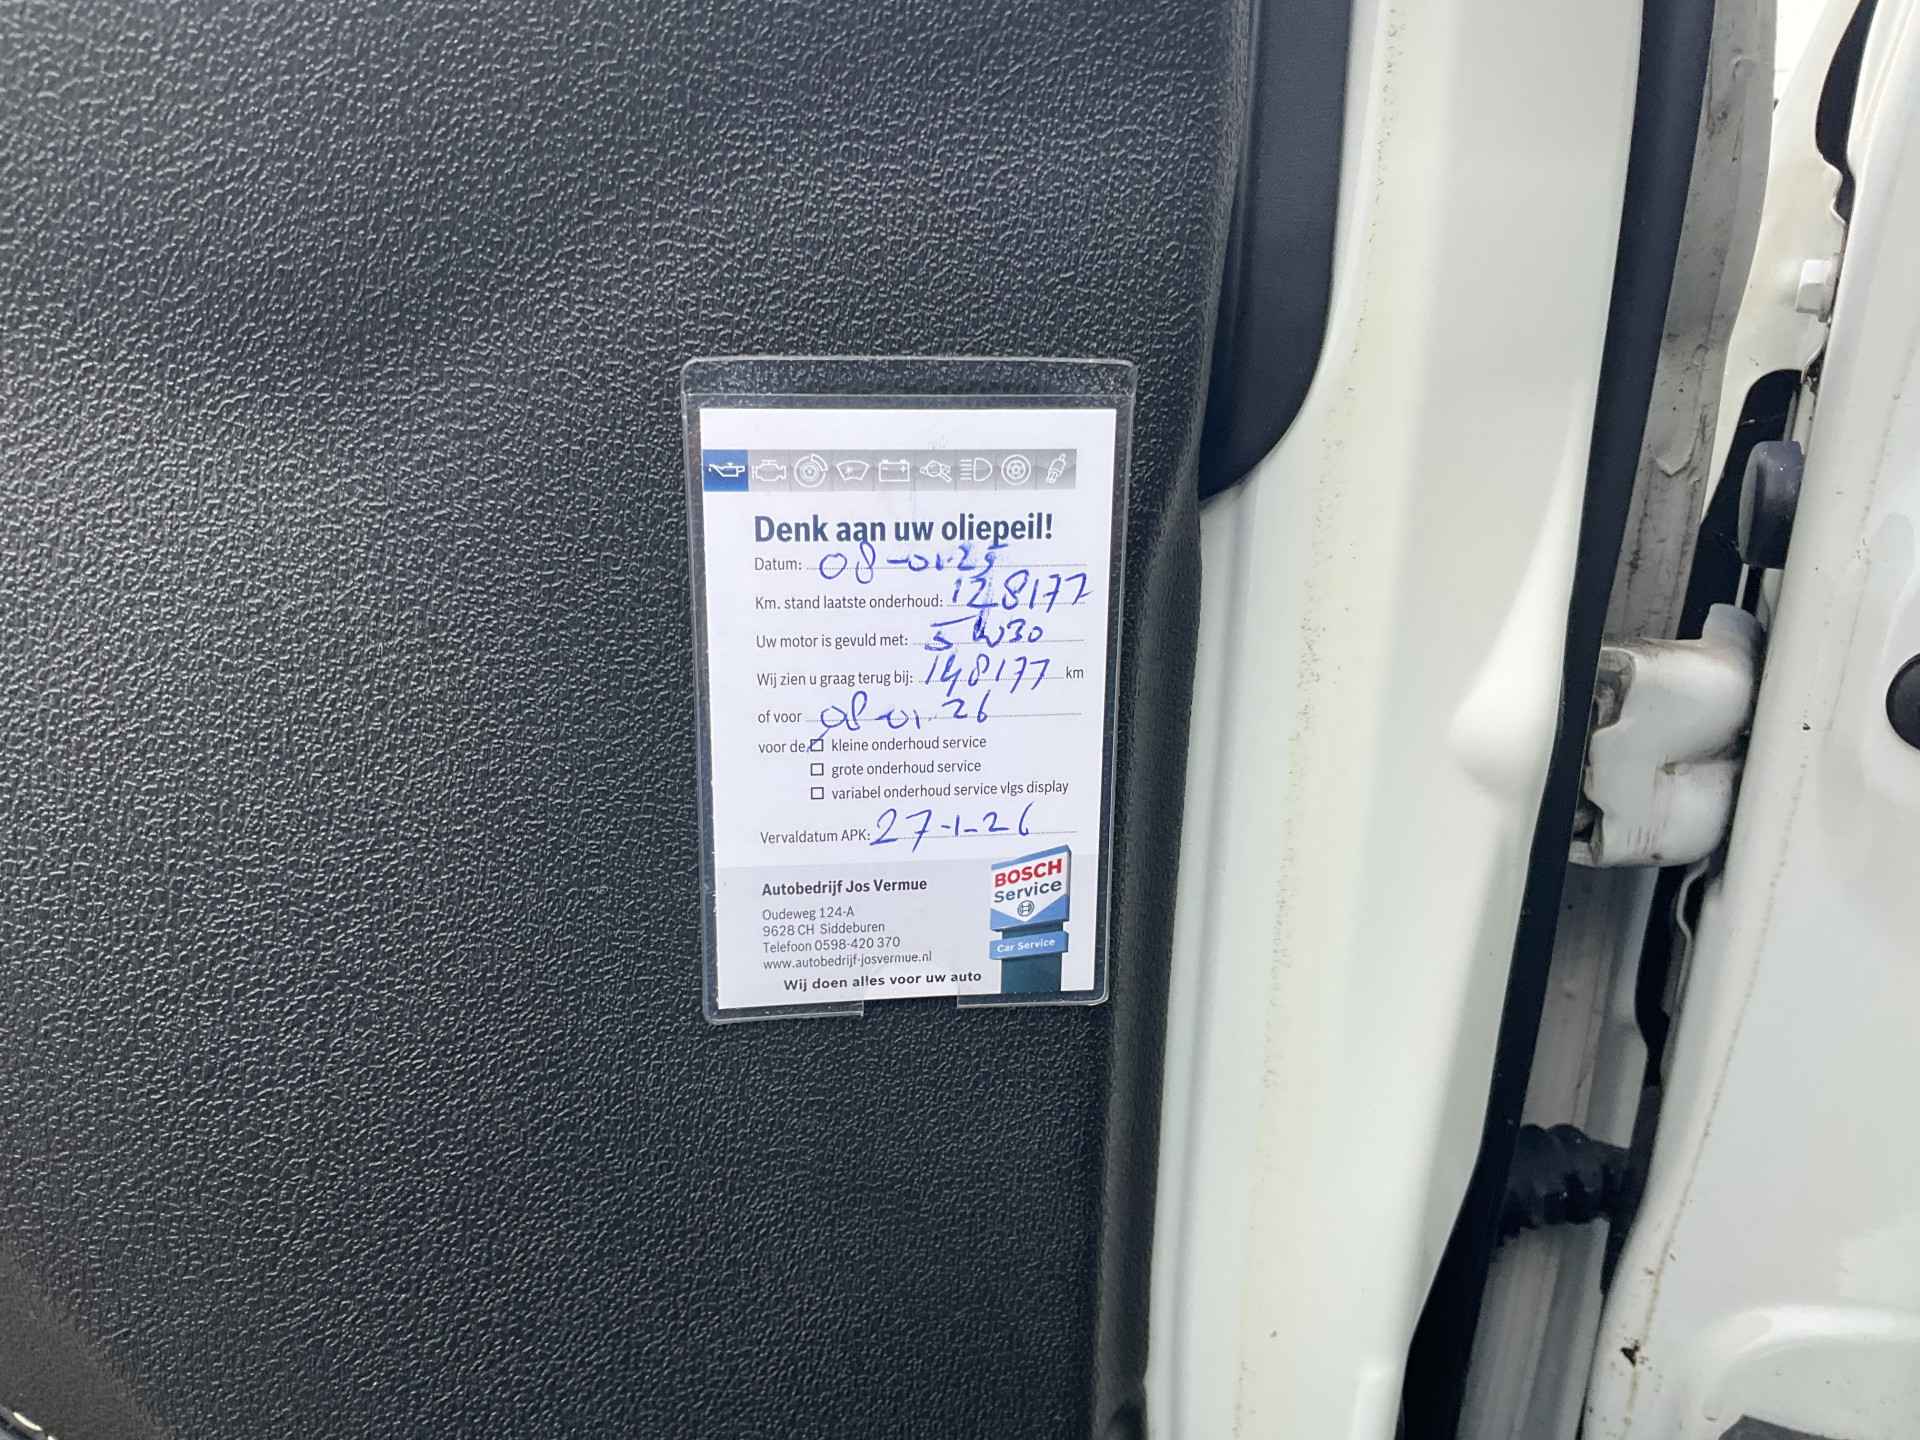 Denk aan uw oliepeil!
Datum: 08-01-25
Km. stand laatste onderhoud: 128177
Uw motor is gevuld met: 5W30
Wij zien u graag terug bij: 148177 km
of voor 08-01-26
voor de ☐ kleine onderhoud service
☐ grote onderhoud service
☐ variabel onderhoud service vlgs display
Vervaldatum APK: 27-1-26
Autobedrijf Jos Vermue
Oudeweg 124-A
9628 CH Siddeburen
Telefoon 0598-420 370
www.autobedrijf-josvermue.nl
Wij doen alles voor uw auto
BOSCH
Service
Car Service